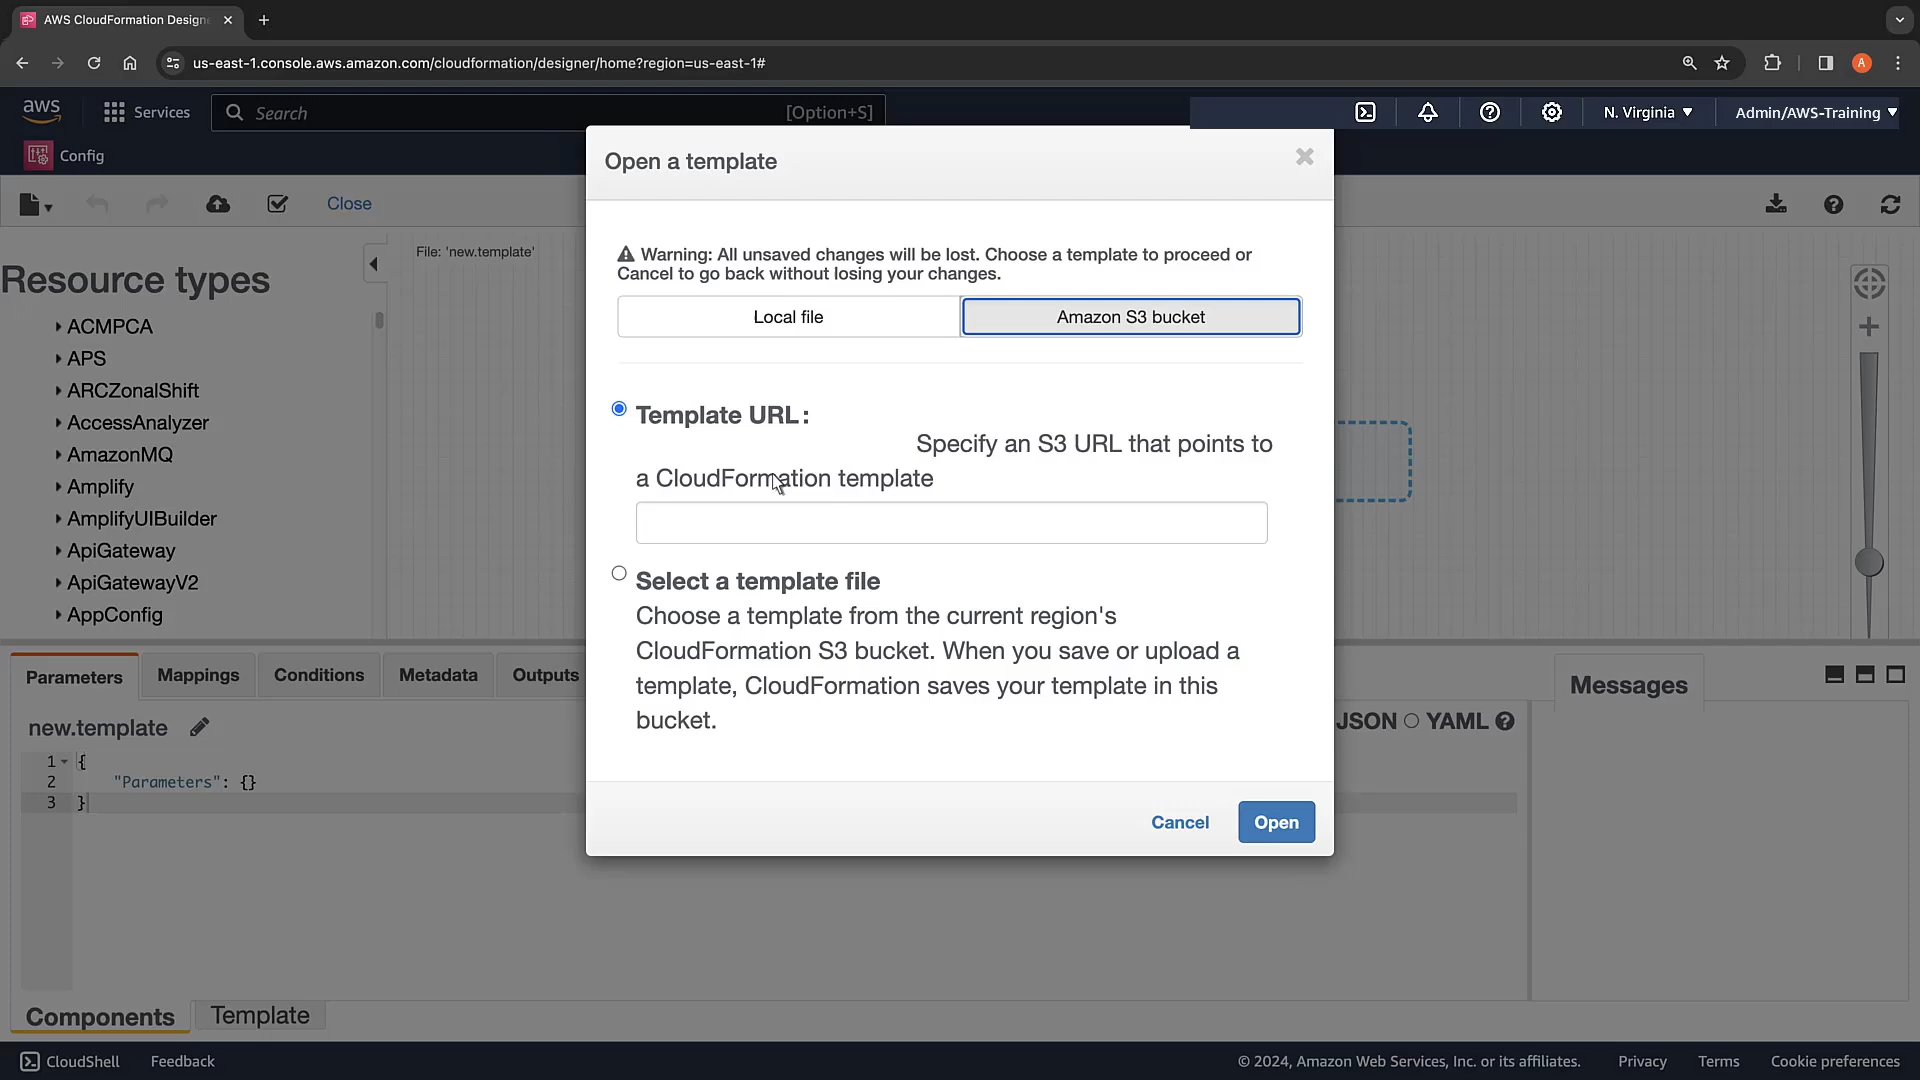 AWS CloudFormation Designe
us-east-1.console.aws.amazon.com/cloudformation/designer/home?region=us-east-1#
A
aws
Services
Search
[Option+S]
N. Virginia ▼
Admin/AWS-Training ▼
Config
Close
Open a template
Resource types
ACMPCA
APS
ARCZonalShift
AccessAnalyzer
AmazonMQ
Amplify
AmplifyUIBuilder
ApiGateway
ApiGatewayV2
AppConfig
File: 'new.template'
Warning: All unsaved changes will be lost. Choose a template to proceed or
Cancel to go back without losing your changes.
Local file
Amazon S3 bucket
Template URL:
Specify an S3 URL that points to
a CloudFormation template
Select a template file
Choose a template from the current region's
CloudFormation S3 bucket. When you save or upload a
template, CloudFormation saves your template in this
bucket.
Cancel
Open
Parameters
Mappings
Conditions
Metadata
Outputs
new.template
JSON
YAML
Messages
1 {
2 "Parameters": {}
3 }
Components
Template
CloudShell
Feedback
© 2024, Amazon Web Services, Inc. or its affiliates.
Privacy
Terms
Cookie preferences